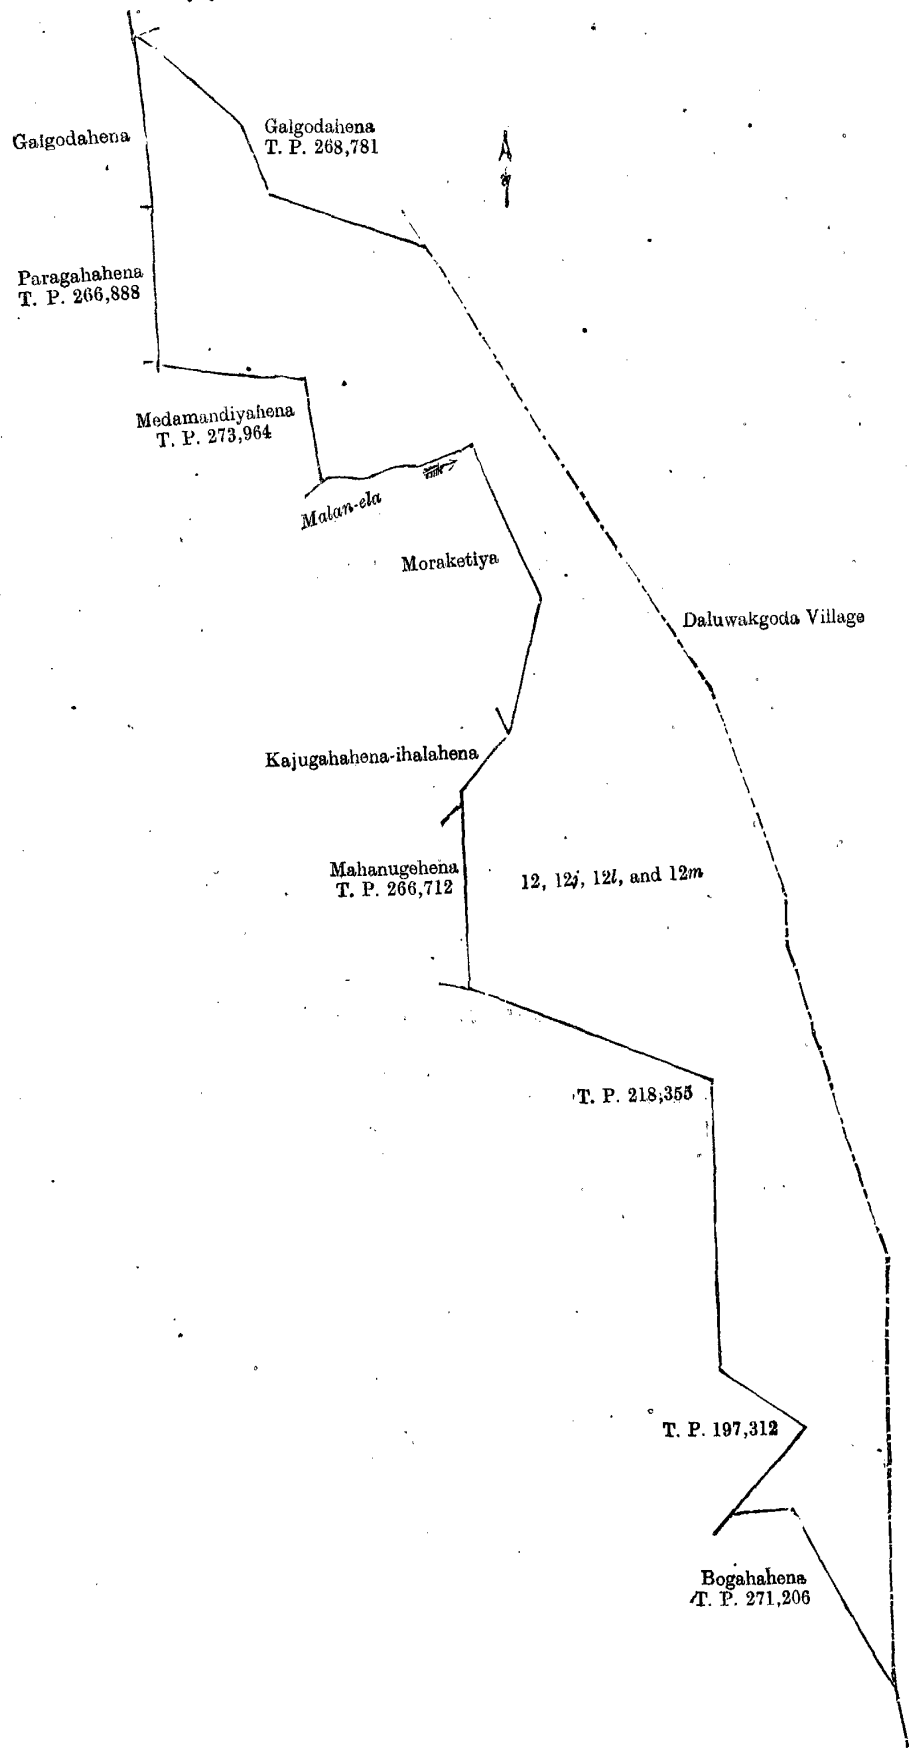 Galgodahena
Galgodahena
T. P. 268,781
Paragahahena
T. P. 266,888
Medamandiyahena
T. P. 273,964
Malan-ela
Moraketiya
Daluwakgoda Village
Kajugahahena-ihalahena
Mahanugehena
T. P. 266,712
12, 12j, 12l, and 12m
T. P. 218,355
T. P. 197,312
Bogahahena
T. P. 271,206